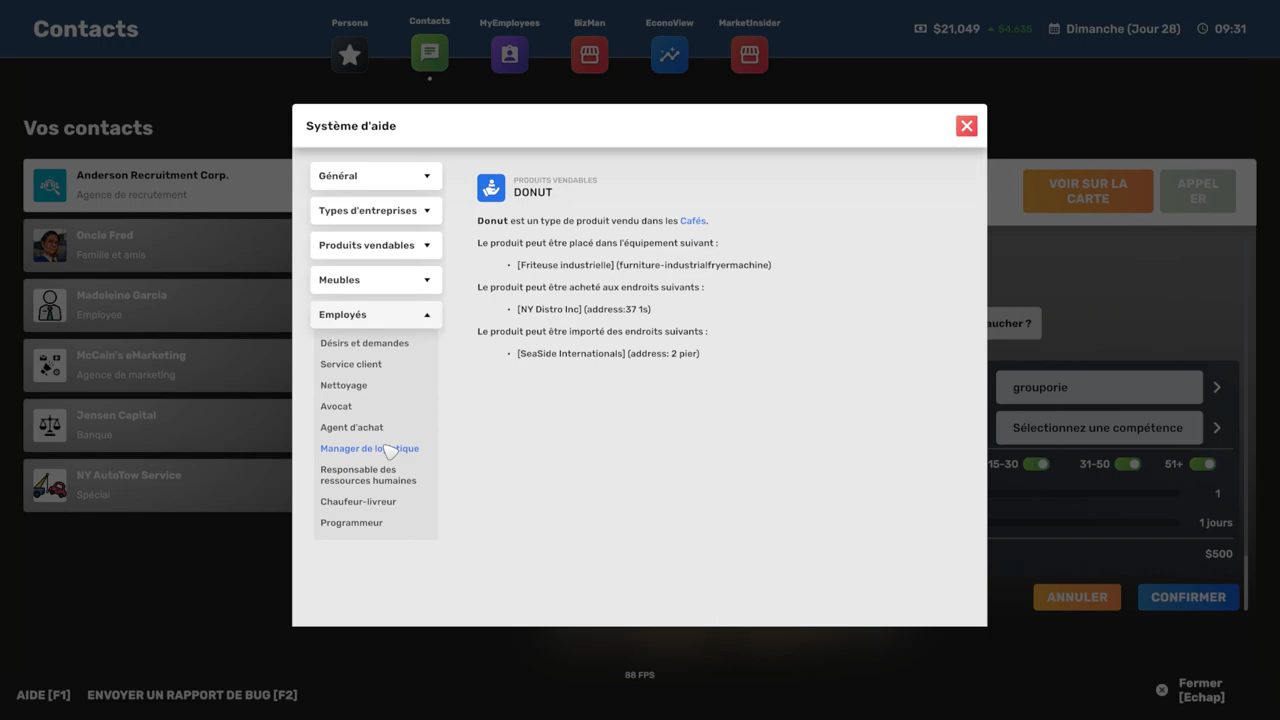 Contacts
Persona
Contacts
MyEmployees
BizMan
EconoView
MarketInsider
$21,049
$4.635
Dimanche (Jour 28)
09:31
Vos contacts
Anderson Recruitment Corp.
Agence de recrutement
Oncle Fred
Famille et amis
Madeleine Garcia
Employee
McCain's eMarketing
Agence de marketing
Jensen Capital
Banque
NY AutoTow Service
Spécial
Système d'aide
Général
Types d'entreprises
Produits vendables
Meubles
Employés
Désirs et demandes
Service client
Nettoyage
Avocat
Agent d'achat
Manager de
Responsable des
ressources humaines
Chaufeur-livreur
Programmeur
PRODUITS VENDABLES
DONUT
Donut est un type de produit vendu dans les Cafés.
Le produit peut être placé dans l'équipement suivant :
• [Friteuse industrielle] (furniture-industrialfryermachine)
Le produit peut être acheté aux endroits suivants :
• [NY Distro Inc] (address:37 1s)
Le produit peut être importé des endroits suivants :
• [SeaSide Internationals] (address: 2 pier)
VOIR SUR LA
CARTE
APPEL
ER
aucher ?
grouporie
Sélectionnez une compétence
15-30
31-50
51+
1
1 jours
$500
ANNULER
CONFIRMER
88 FPS
AIDE [F1]
ENVOYER UN RAPPORT DE BUG [F2]
Fermer
[Echap]